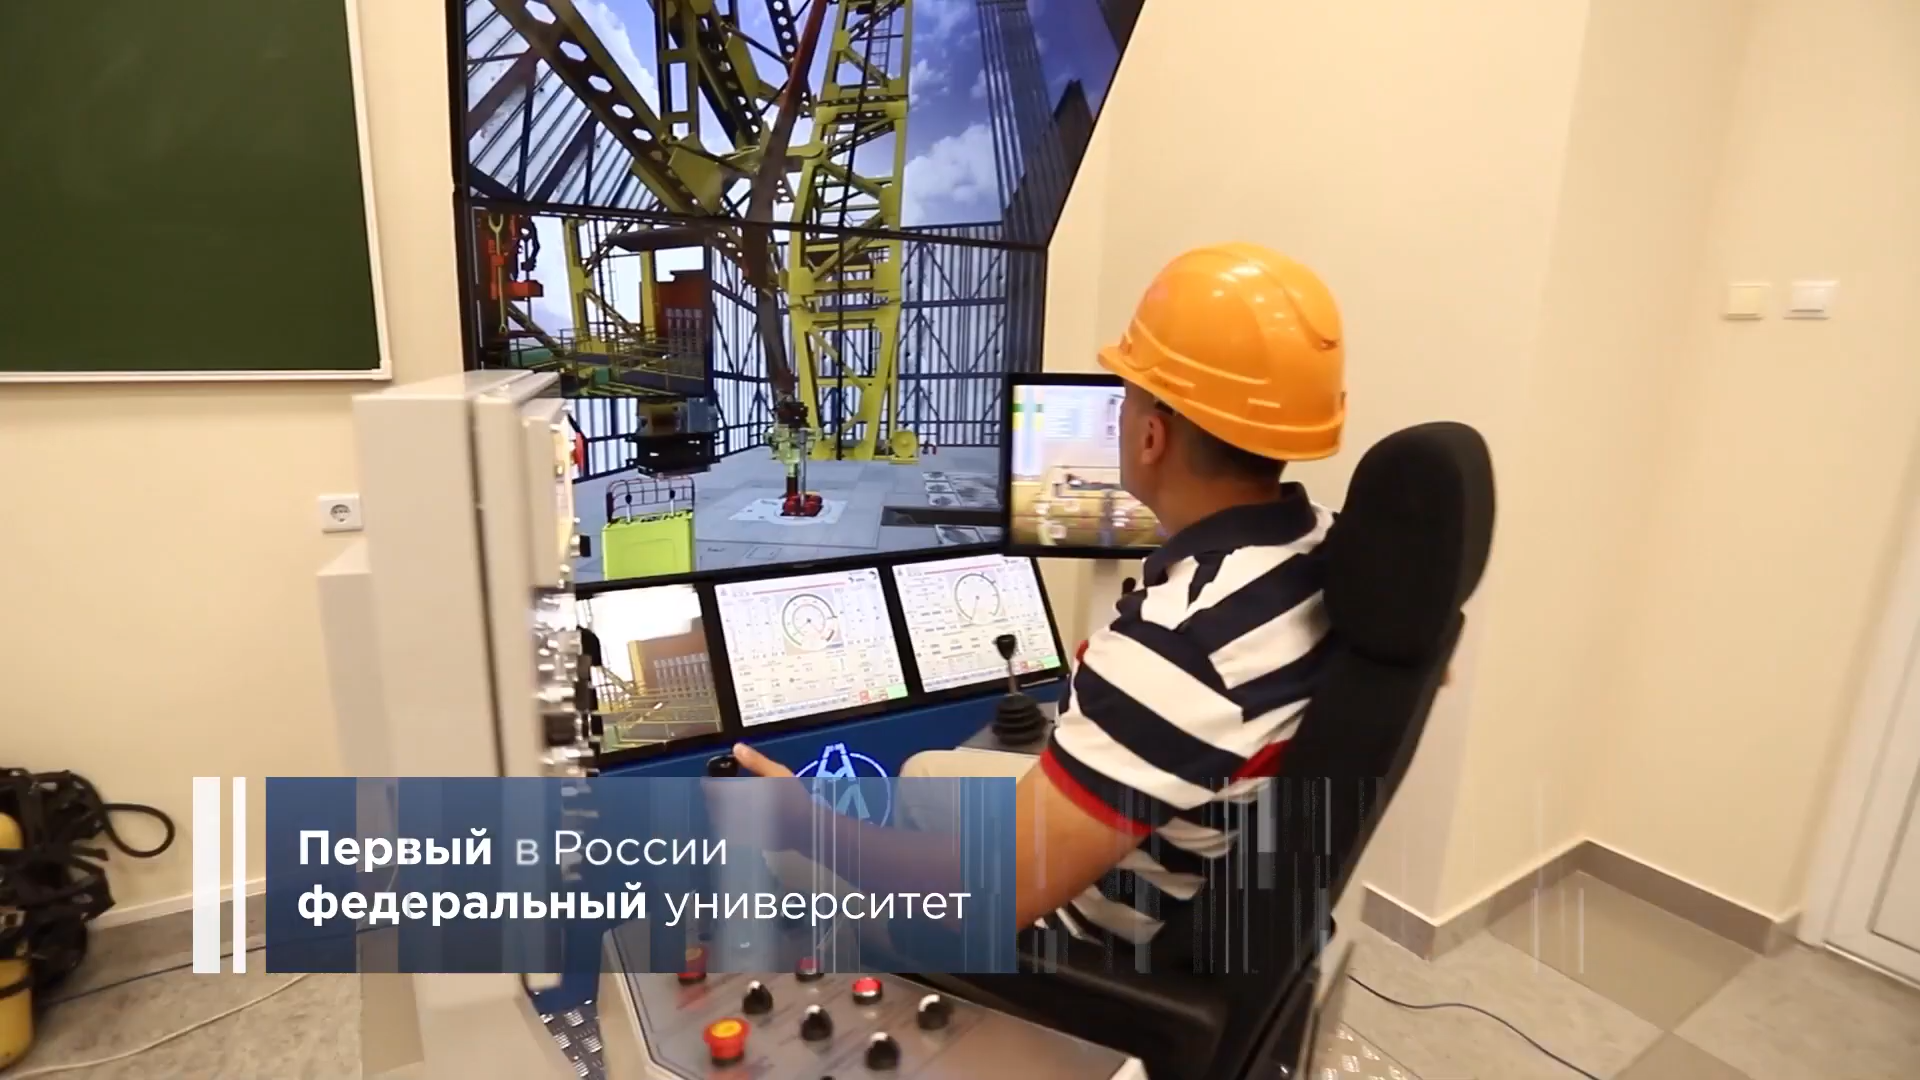 Первый в России
федеральный университет